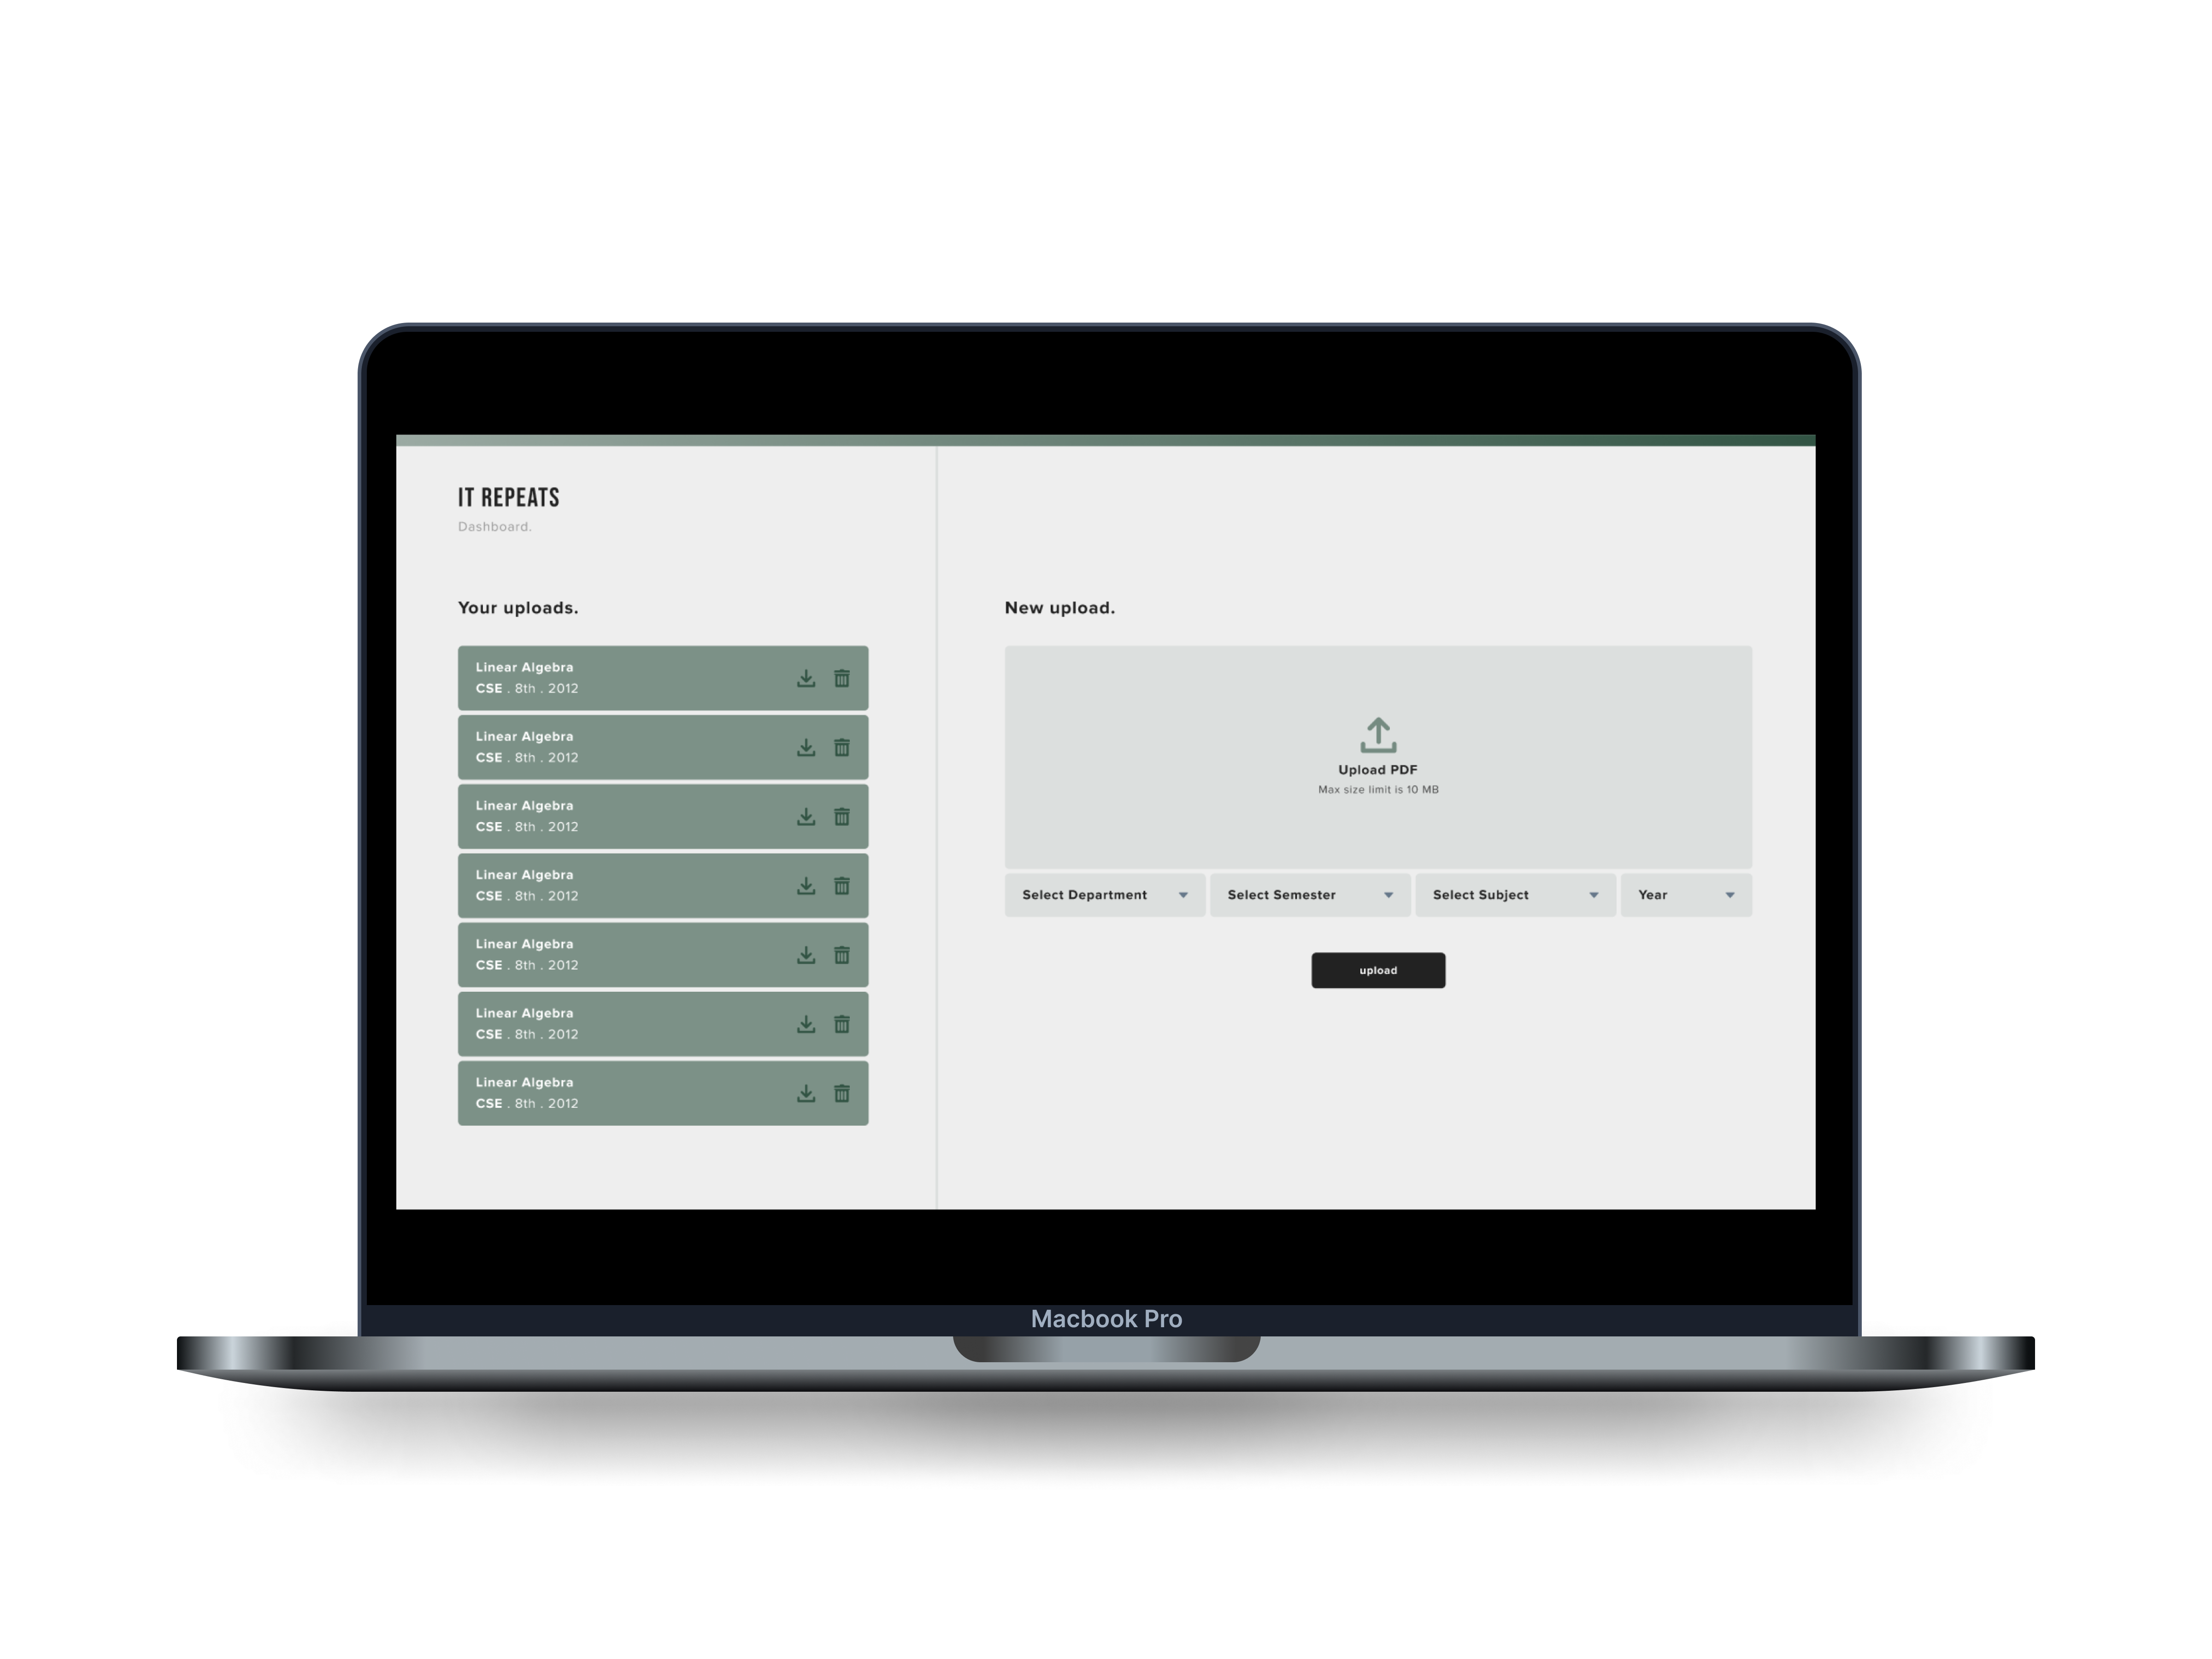 IT REPEATS
Dashboard.
Your uploads.
Linear Algebra
CSE . 8th . 2012
Linear Algebra
CSE . 8th . 2012
Linear Algebra
CSE . 8th . 2012
Linear Algebra
CSE . 8th . 2012
Linear Algebra
CSE . 8th . 2012
Linear Algebra
CSE . 8th . 2012
Linear Algebra
CSE . 8th . 2012
New upload.
Upload PDF
Max size limit is 10 MB
Select Department
Select Semester
Select Subject
Year
upload
Macbook Pro